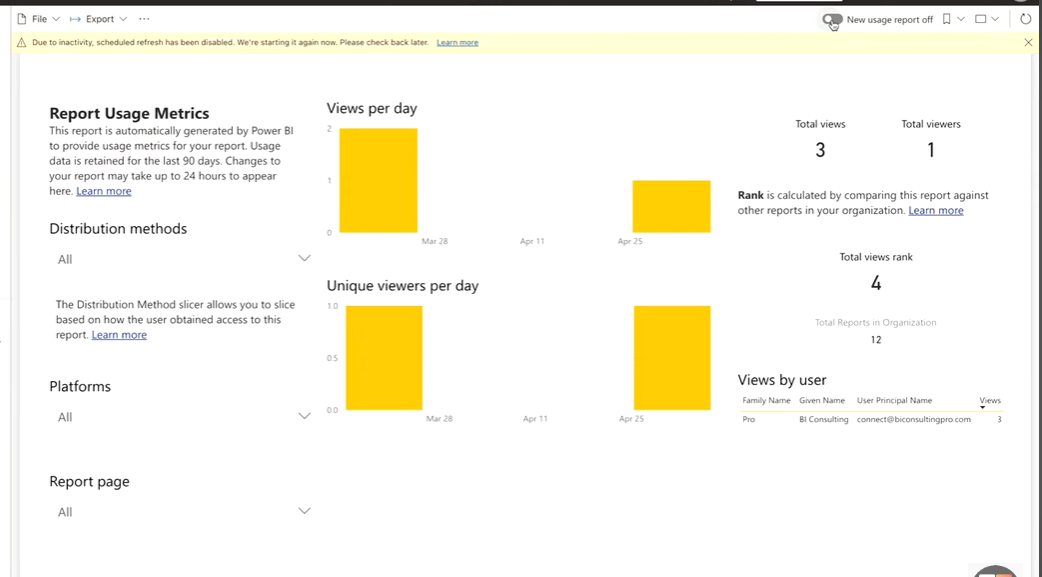 File Export ... New usage report off
Due to inactivity, scheduled refresh has been disabled. We're starting it again now. Please check back later. Learn more
Report Usage Metrics
This report is automatically generated by Power BI
to provide usage metrics for your report. Usage
data is retained for the last 90 days. Changes to
your report may take up to 24 hours to appear
here. Learn more
Distribution methods
All
The Distribution Method slicer allows you to slice
based on how the user obtained access to this
report. Learn more
Platforms
All
Report page
All
Views per day
2
1
0
Mar 28 Apr 11 Apr 25
Unique viewers per day
1.0
0.5
0.0
Mar 28 Apr 11 Apr 25
Total views Total viewers
3 1
Rank is calculated by comparing this report against
other reports in your organization. Learn more
Total views rank
4
Total Reports in Organization
12
Views by user
Family Name Given Name User Principal Name Views
Pro BI Consulting connect@biconsultingpro.com 3